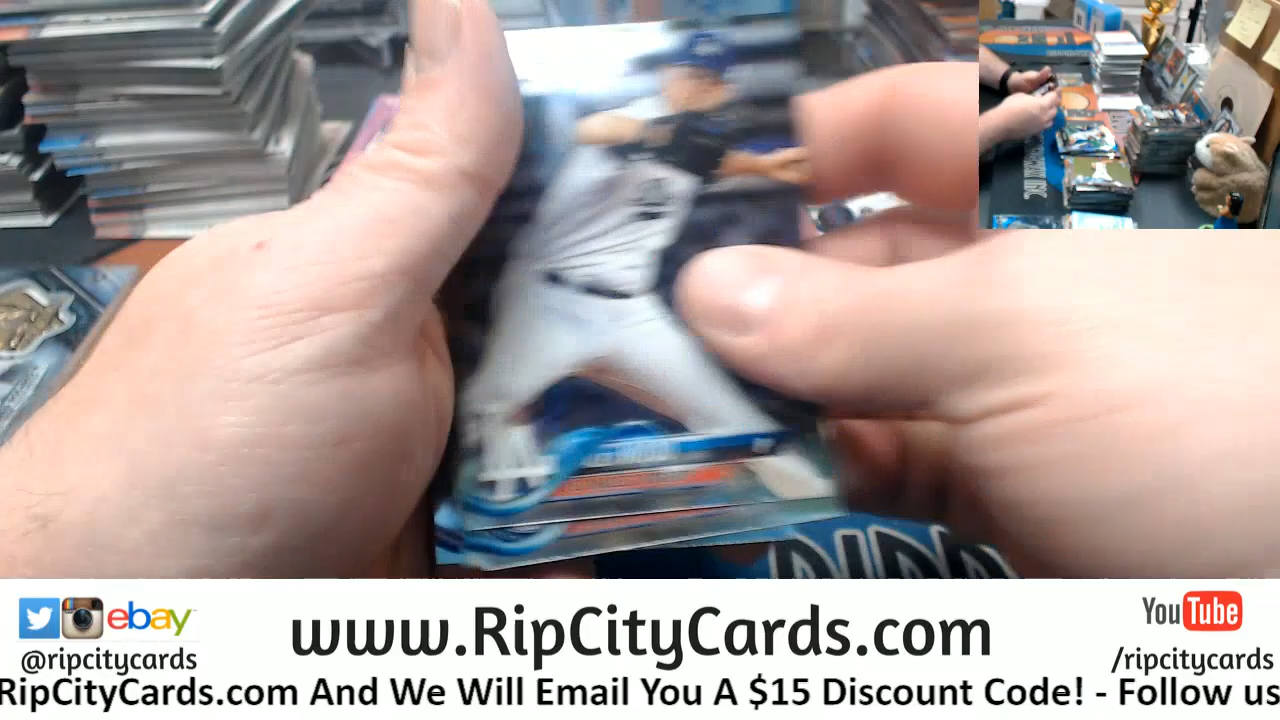 ebay
@ripcitycards
www.RipCityCards.com
YouTube
/ripcitycards
RipCityCards.com And We Will Email You A $15 Discount Code! - Follow us